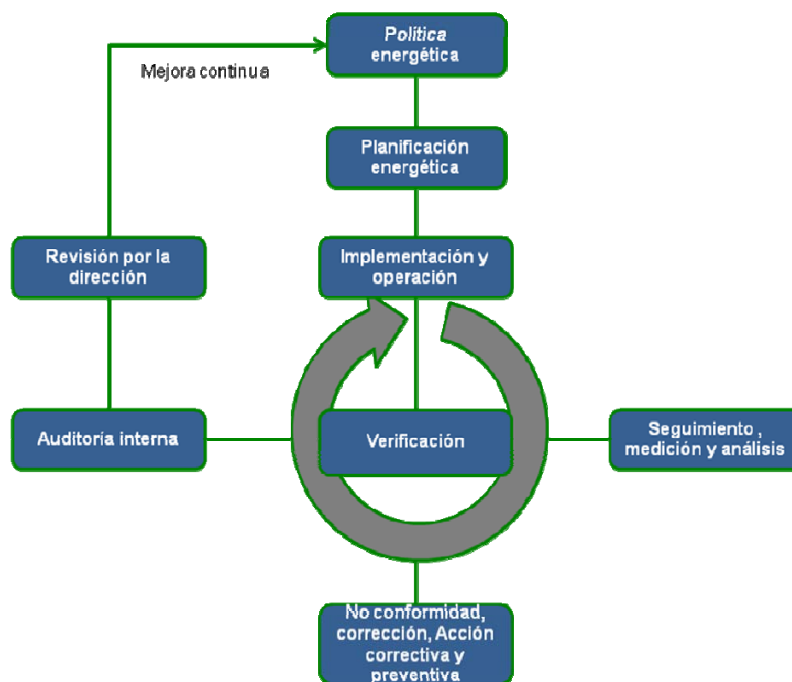 Política
energética
Mejora continua
Planificación
energética
Revisión por la
dirección
Implementación y
operación
Auditoría interna
Verificación
Seguimiento ,
medición y análisis
No conformidad,
corrección, Acción
correctiva y
preventiva